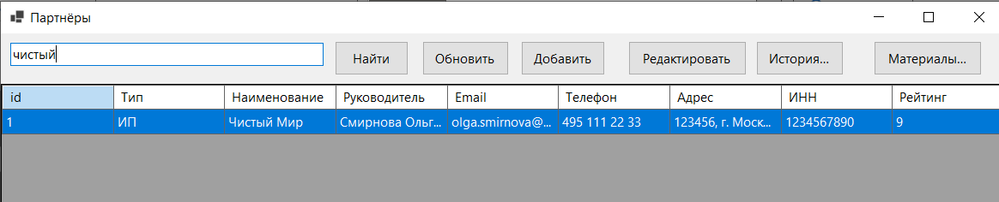 Партнёры
чистый Найти Обновить Добавить Редактировать История... Материалы...
id Тип Наименование Руководитель Email Телефон Адрес ИНН Рейтинг
1 ИП Чистый Мир Смирнова Ольг... olga.smirnova@... 495 111 22 33 123456, г. Моск... 1234567890 9